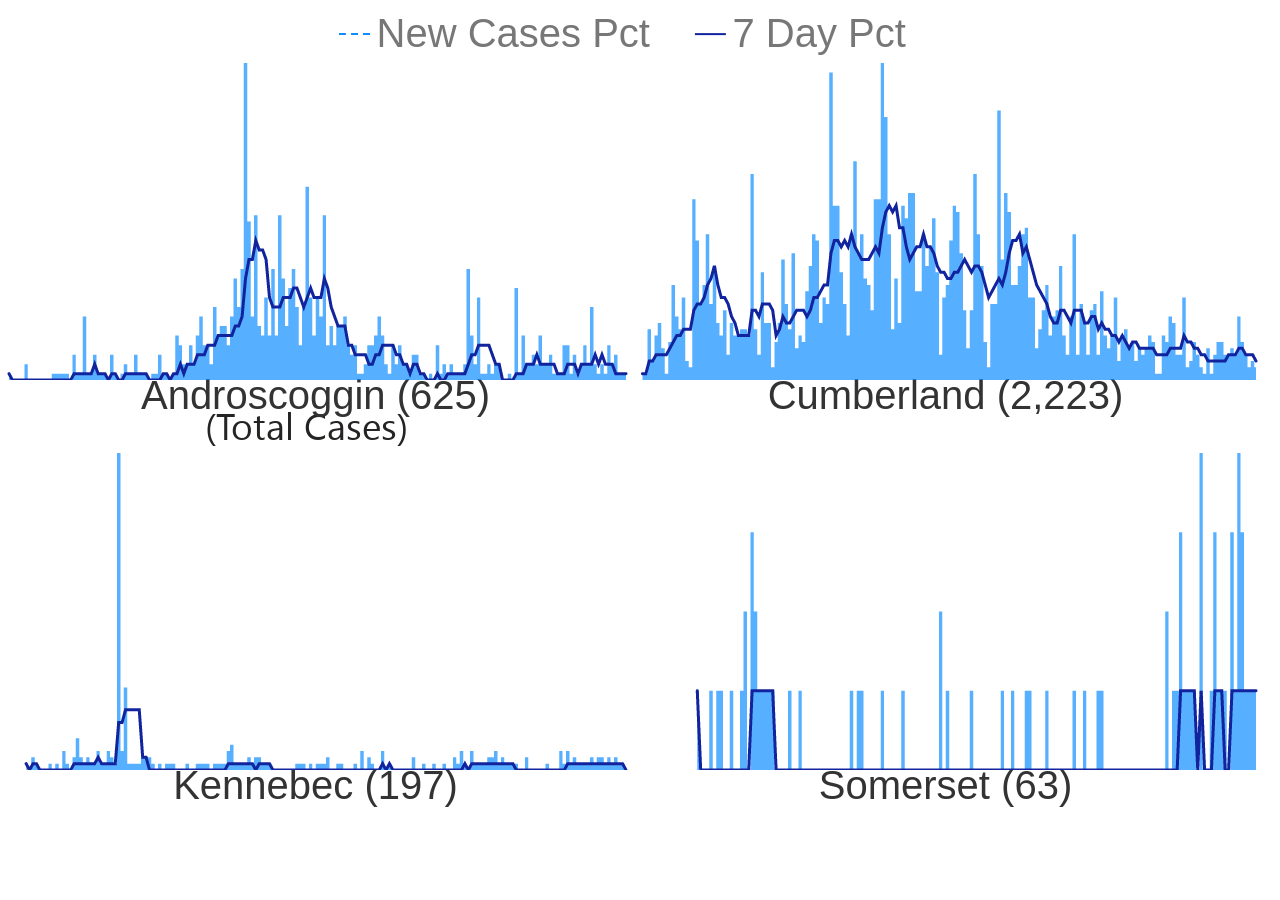 New Cases Pct 7 Day Pct
Androscoggin (625) Cumberland (2,223)
(Total Cases)
Kennebec (197) Somerset (63)